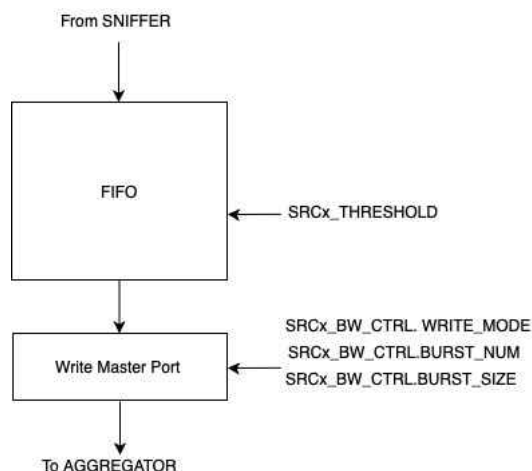 From SNIFFER
FIFO
SRCx_THRESHOLD
SRCx_BW_CTRL. WRITE_MODE
SRCx_BW_CTRL.BURST_NUM
Write Master Port
SRCx_BW_CTRL.BURST_SIZE
To AGGREGATOR